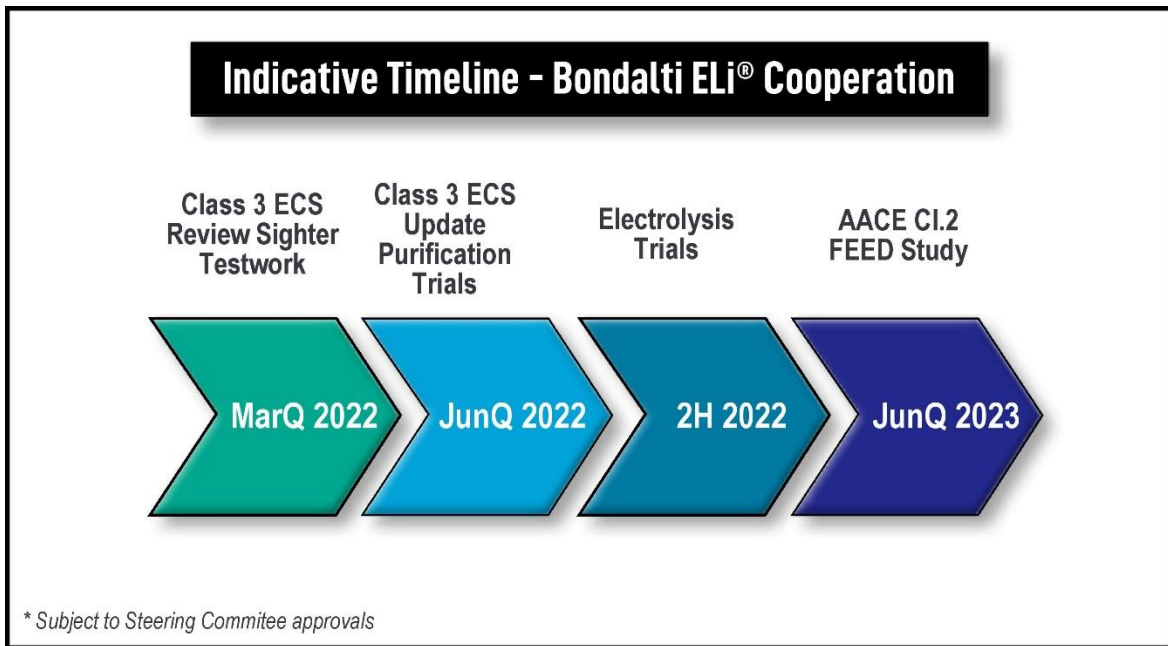 Indicative Timeline - Bondalti ELi® Cooperation
Class 3 ECS
Review Sighter
Testwork
Class 3 ECS
Update
Purification
Trials
Electrolysis
Trials
AACE Cl.2
FEED Study
MarQ 2022
JunQ 2022
2H 2022
JunQ 2023
* Subject to Steering Commitee approvals